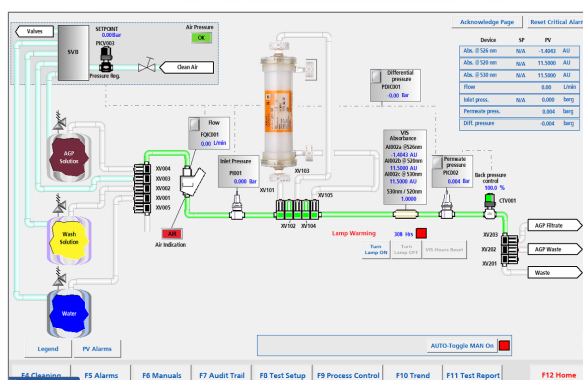 Acknowledge Page
Reset Critical Alarm
Valves
SVB
SETPOINT
0.00Bar
PICV003
Pressure Reg.
Air Pressure
OK
Clean Air
Device SP PV
Abs. @ 526 nm N/A -1.4043 AU
Abs. @ 520 nm 11.5000 AU
Abs. @ 530 nm N/A 11.5000 AU
Flow 0.00 L/min
Inlet press. N/A 0.000 barg
Permeate press. 0.004 barg
Diff. pressure -0.004 barg
Differential
pressure
PDIC001
-0.00 Bar
AGP
Solution
Flow
FQIC001
0.00 L/min
XV004
XV003
XV002
XV001
XV005
Inlet Pressure
PI001
0.000 Bar
XV101
XV103
XV105
XV102
XV104
VIS
Absorbance
AI002a @526nm
-1.4043 AU
AI002b @ 520nm
11.5000 AU
AI002c @ 530nm
11.5000 AU
530nm / 520nm
1.0000
Permeate
pressure
PIC002
0.004 Bar
Back pressure
control
100.0 %
CTV001
Wash
Solution
AIR
Air Indication
Lamp Warming
308 Hrs
Turn
Lamp ON
Turn
Lamp OFF
VIS Hours Reset
XV203
XV202
XV201
AGP Filtrate
AGP Waste
Waste
Water
Legend
PV Alarms
AUTO-Toggle MAN On
F4 Cleaning
F5 Alarms
F6 Manuals
F7 Audit Trail
F8 Test Setup
F9 Process Control
F10 Trend
F11 Test Report
F12 Home